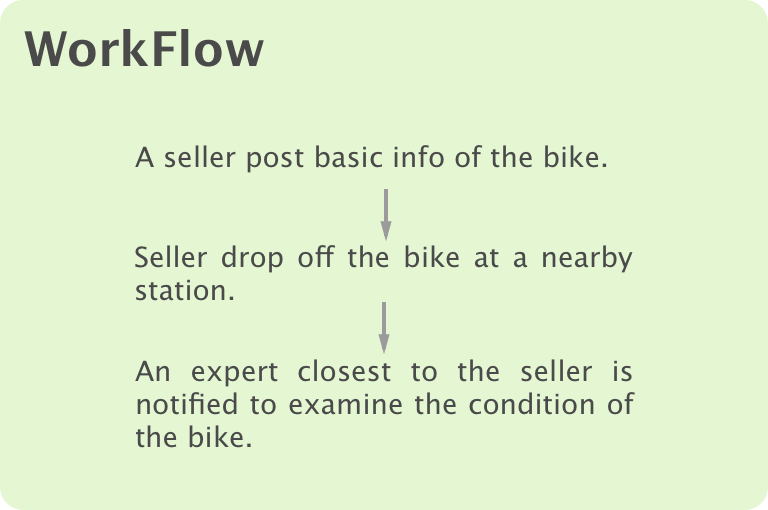 WorkFlow
A seller post basic info of the bike.
Seller drop off the bike at a nearby
station.
An expert closest to the seller is
notified to examine the condition of
the bike.